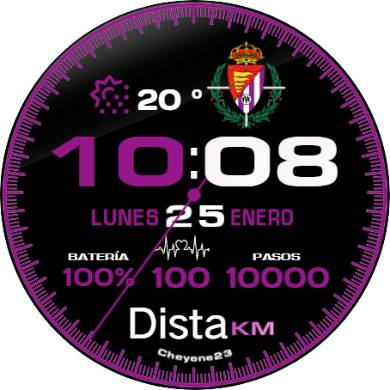 20 º
10:08
LUNES 25 ENERO
BATERÍA PASOS
100% 100 10000
Dista KM
Cheyene23